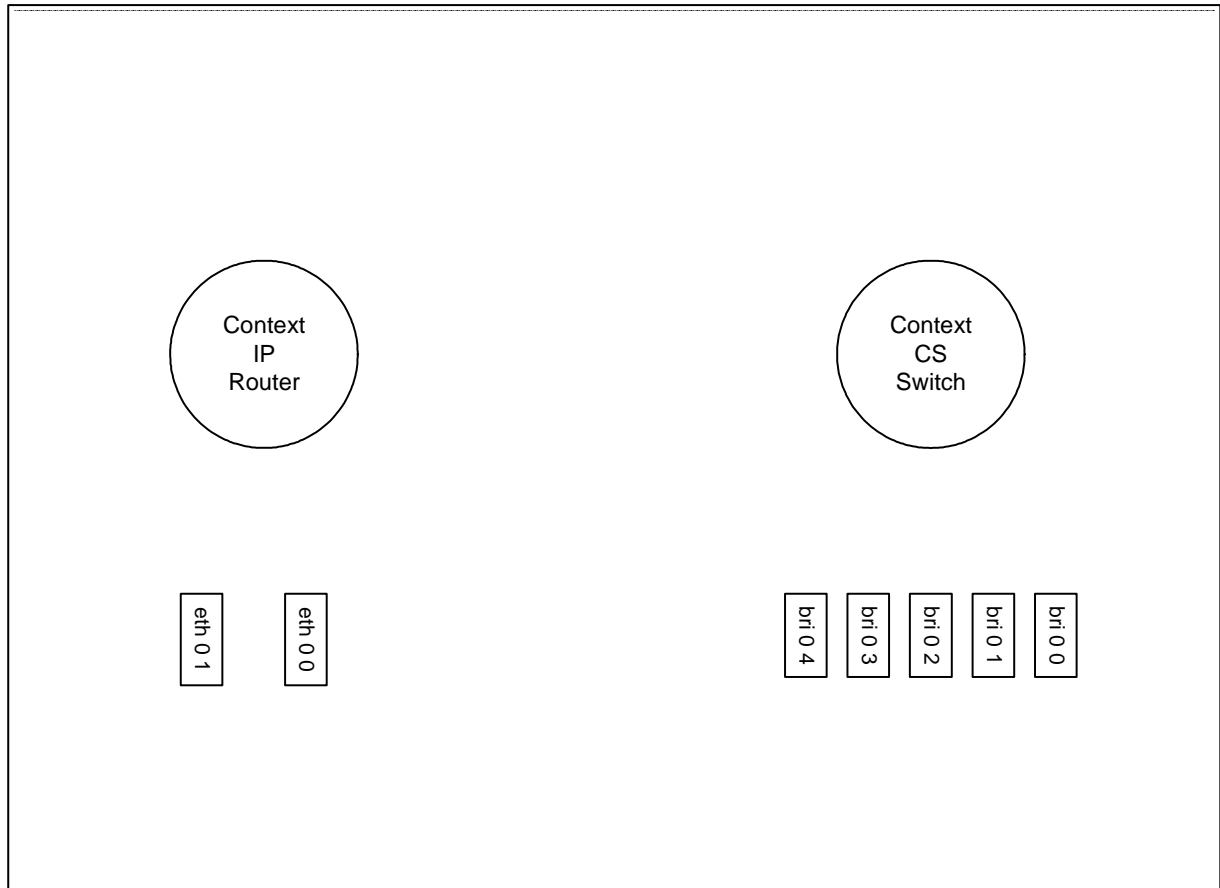 Context
IP
Router
Context
CS
Switch
eth 0 1
eth 0 0
bri 0 4
bri 0 3
bri 0 2
bri 0 1
bri 0 0